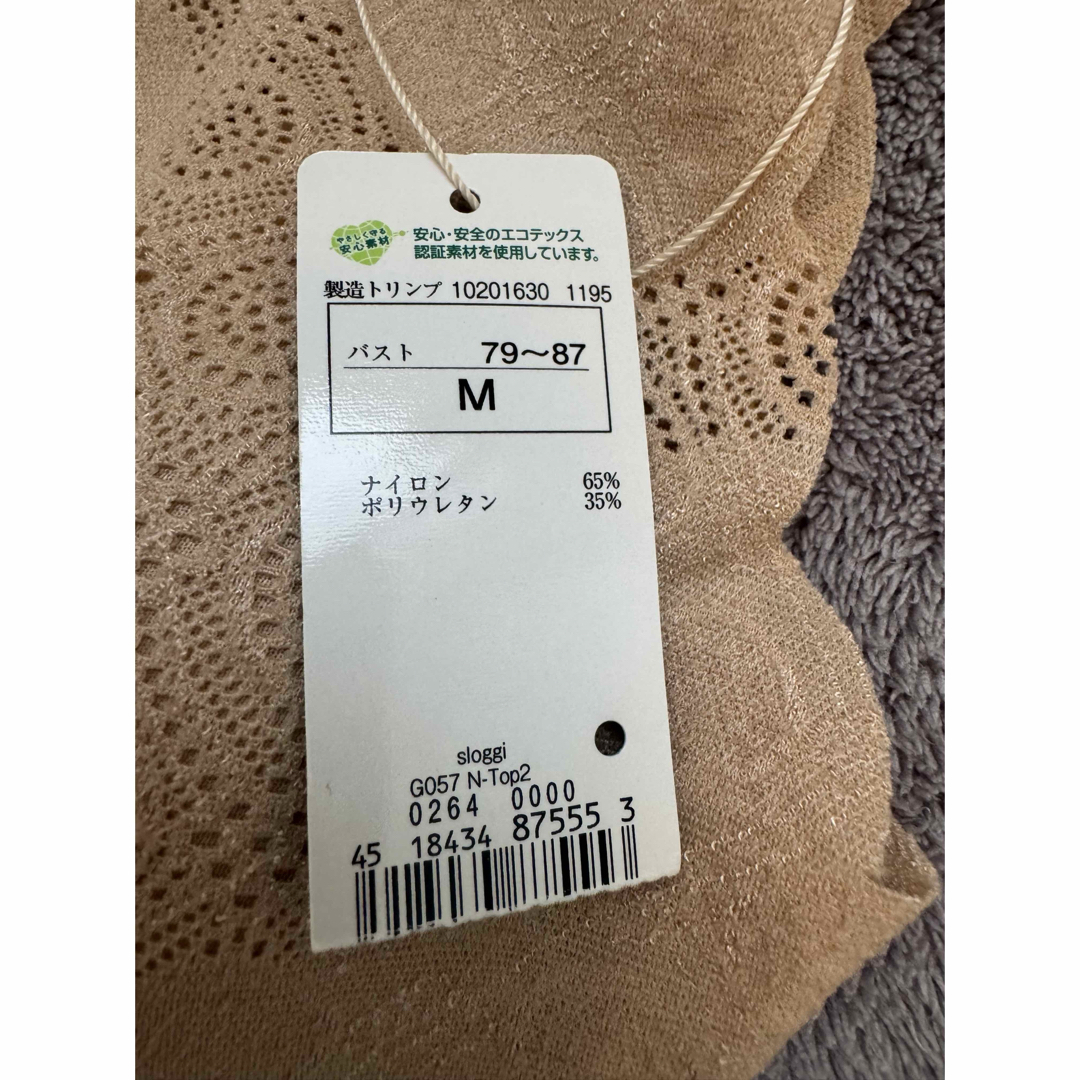 やさしく守る
安心素材
安心・安全のエコテックス
認証素材を使用しています。
製造トリンプ 10201630 1195
バスト 79～87
M
ナイロン 65%
ポリウレタン 35%
sloggi
G057 N-Top2
0264 0000
45 18434 87555 3